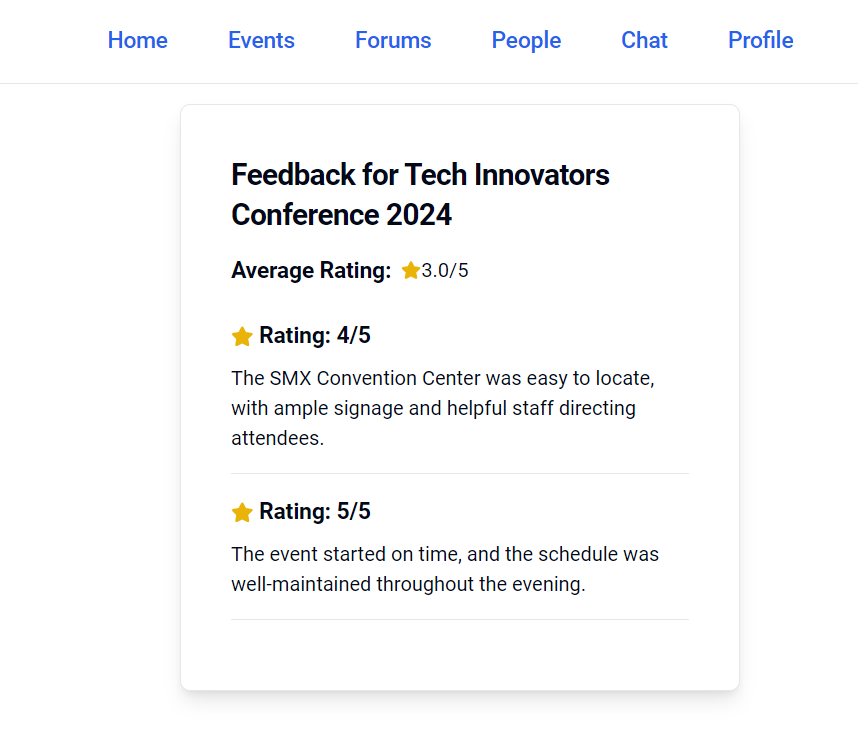 Home Events Forums People Chat Profile
Feedback for Tech Innovators
Conference 2024
Average Rating: 3.0/5
Rating: 4/5
The SMX Convention Center was easy to locate,
with ample signage and helpful staff directing
attendees.
Rating: 5/5
The event started on time, and the schedule was
well-maintained throughout the evening.